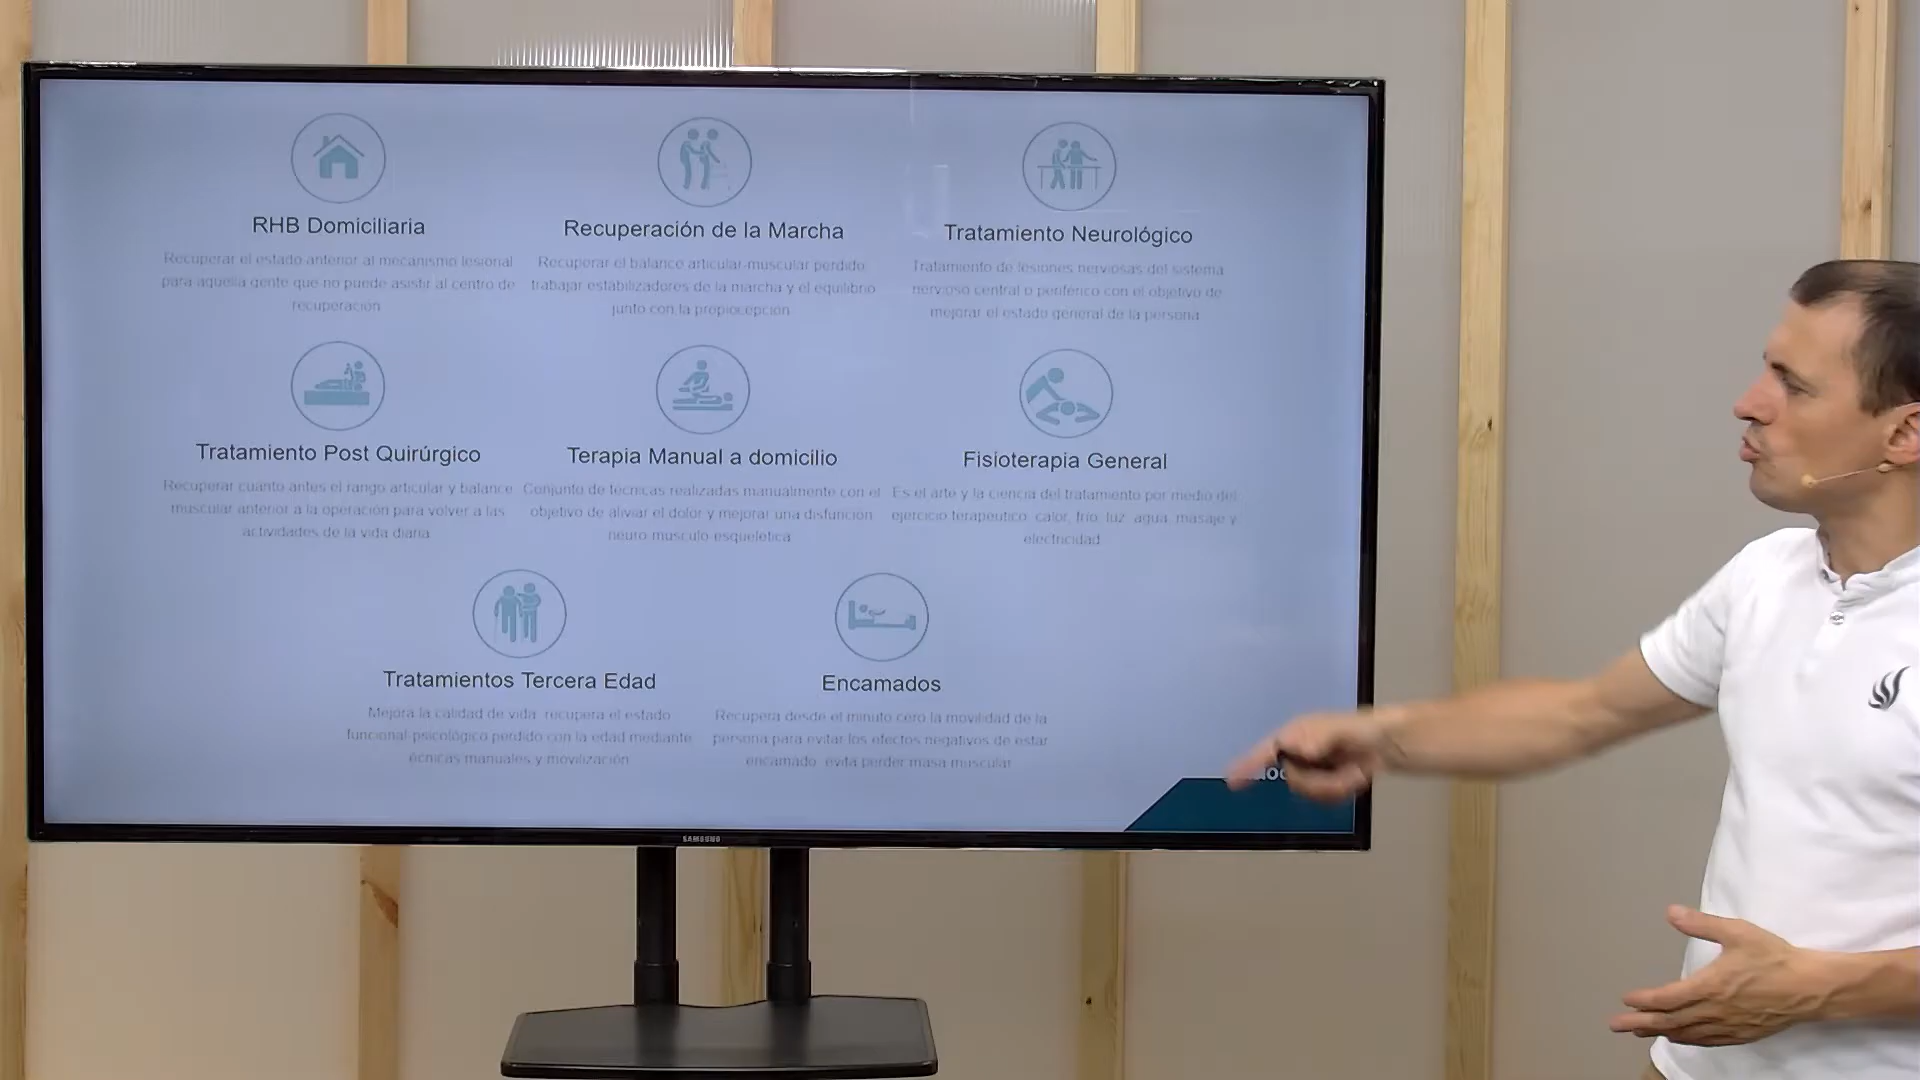 RHB Domiciliaria
Recuperar el estado anterior al mecanismo lesional
para aquella gente que no puede asistir al centro de
recuperación
Recuperación de la Marcha
Recuperar el balance articular-muscular perdido,
trabajar estabilizadores de la marcha y el equilibrio
junto con la propiocepción
Tratamiento Neurológico
Tratamiento de lesiones nerviosas del sistema
nervioso central o periférico con el objetivo de
mejorar el estado general de la persona
Tratamiento Post Quirúrgico
Recuperar cuanto antes el rango articular y balance
muscular anterior a la operación para volver a las
actividades de la vida diaria
Terapia Manual a domicilio
Conjunto de técnicas realizadas manualmente con el
objetivo de aliviar el dolor y mejorar una disfunción
neuro musculo esquelética
Fisioterapia General
Es el arte y la ciencia del tratamiento por medio del
ejercicio terapéutico, calor, frío, luz, agua, masaje y
electricidad
Tratamientos Tercera Edad
Mejora la calidad de vida, recupera el estado
funcional-psicológico perdido con la edad mediante
técnicas manuales y movilización
Encamados
Recupera desde el minuto cero la movilidad de la
persona para evitar los efectos negativos de estar
encamado, evita perder masa muscular
SAMSUNG